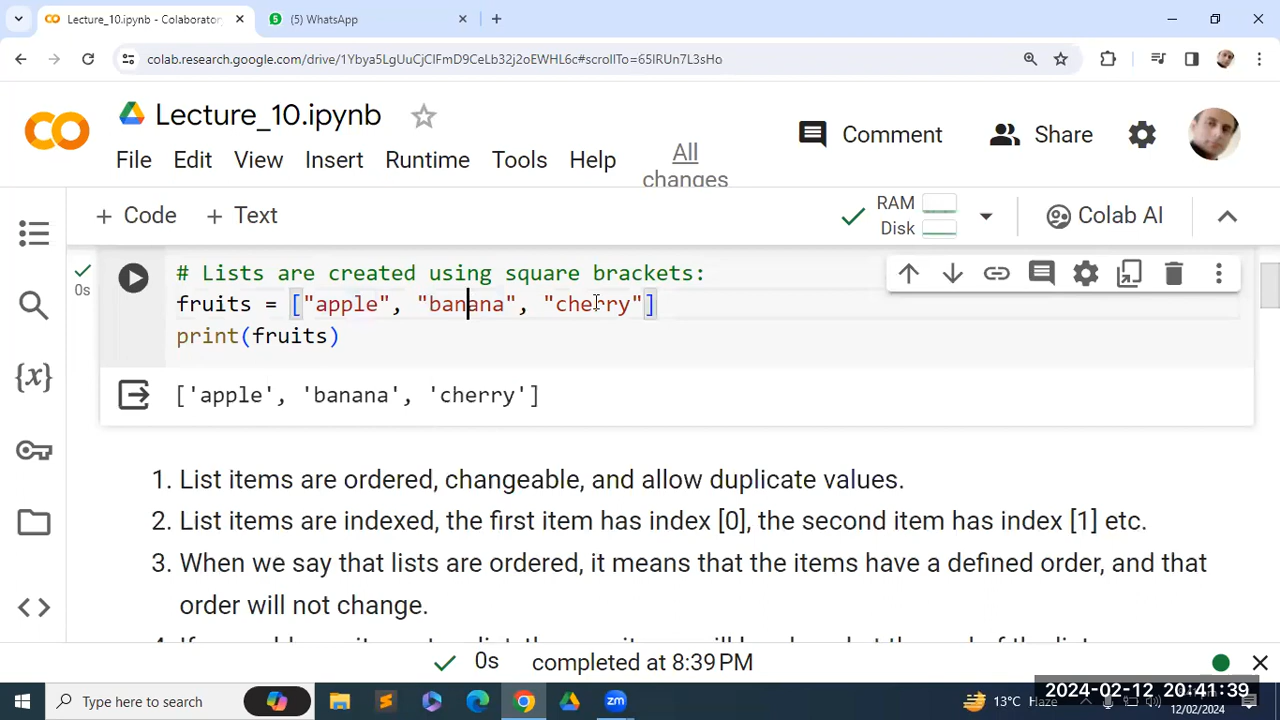 Lecture_10.ipynb - Colaboratory
(5) WhatsApp
colab.research.google.com/drive/1Ybya5LgUuCjClFmD9CeLb32j2oEWHL6c#scrollTo=65lRUn7L3sHo
Lecture_10.ipynb
Comment
Share
File Edit View Insert Runtime Tools Help
All
changes
+ Code + Text
RAM
Disk
Colab AI
0s
# Lists are created using square brackets:
fruits = ["apple", "banana", "cherry"]
print(fruits)
['apple', 'banana', 'cherry']
1. List items are ordered, changeable, and allow duplicate values.
2. List items are indexed, the first item has index [0], the second item has index [1] etc.
3. When we say that lists are ordered, it means that the items have a defined order, and that
order will not change.
0s completed at 8:39 PM
Type here to search
13°C Haze
2024-02-12 20:41:39
12/02/2024